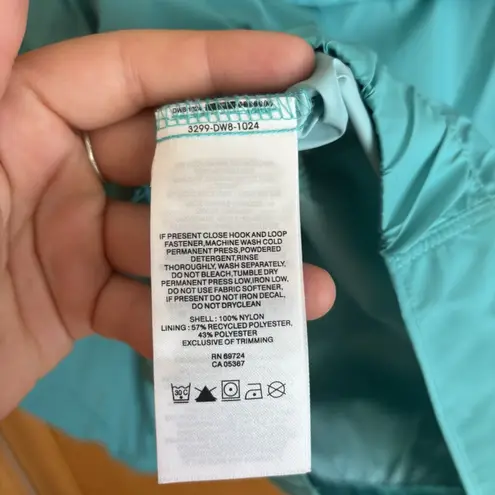 3299-DWB-1024
IF PRESENT CLOSE HOOK AND LOOP
FASTENER,MACHINE WASH COLD
PERMANENT PRESS,POWDERED
DETERGENT,RINSE
THOROUGHLY,WASH SEPARATELY,
DO NOT BLEACH,TUMBLE DRY
PERMANENT PRESS LOW,IRON LOW,
DO NOT USE FABRIC SOFTENER,
IF PRESENT DO NOT IRON DECAL,
DO NOT DRYCLEAN
SHELL : 100% NYLON
LINING : 57% RECYCLED POLYESTER,
43% POLYESTER
EXCLUSIVE OF TRIMMING
RN 69724
CA 05367
30 C